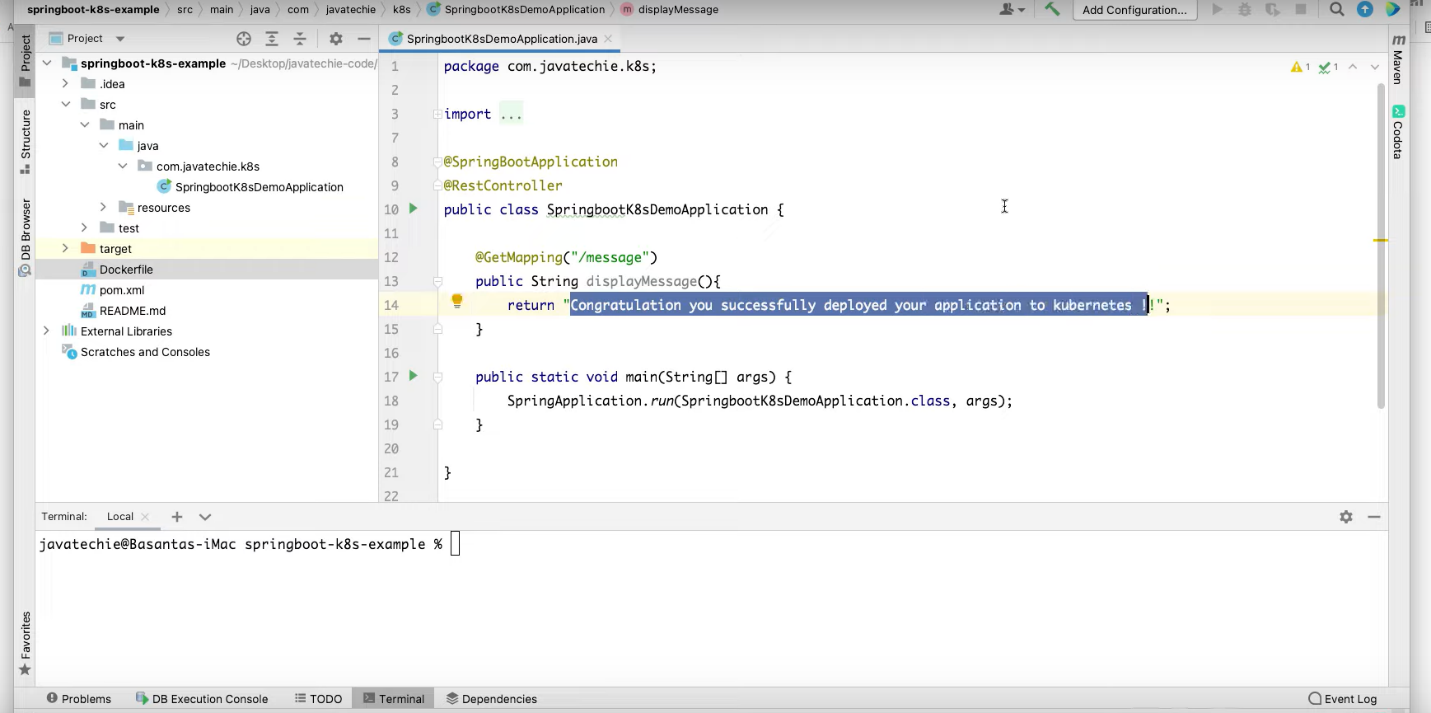 springboot-k8s-example src main java com javatechie k8s SpringbootK8sDemoApplication displayMessage Add Configuration...
Project SpringbootK8sDemoApplication.java
springboot-k8s-example ~/Desktop/javatechie-code/
.idea
src
main
java
com.javatechie.k8s
SpringbootK8sDemoApplication
resources
test
target
Dockerfile
pom.xml
README.md
External Libraries
Scratches and Consoles
Project
Structure
DB Browser
Favorites
1 package com.javatechie.k8s;
2
3 import ...
7
8 @SpringBootApplication
9 @RestController
10 public class SpringbootK8sDemoApplication {
11
12 @GetMapping("/message")
13 public String displayMessage(){
14 return "Congratulation you successfully deployed your application to kubernetes !!";
15 }
16
17 public static void main(String[] args) {
18 SpringApplication.run(SpringbootK8sDemoApplication.class, args);
19 }
20
21 }
22
1 1
Maven
Codota
Terminal: Local
javatechie@Basantas-iMac springboot-k8s-example %
Problems DB Execution Console TODO Terminal Dependencies Event Log